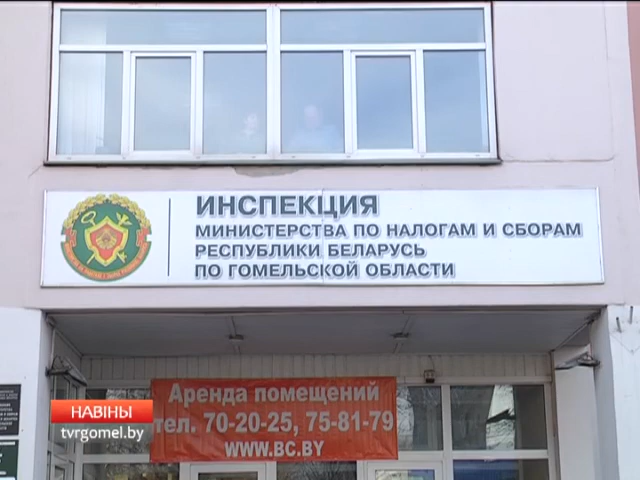 ИНСПЕКЦИЯ
МИНИСТЕРСТВА ПО НАЛОГАМ И СБОРАМ
РЕСПУБЛИКИ БЕЛАРУСЬ
ПО ГОМЕЛЬСКОЙ ОБЛАСТИ
Аренда помещений
тел. 70-20-25, 75-81-79
WWW.BC.BY
НАВІНЫ
tvrgomel.by